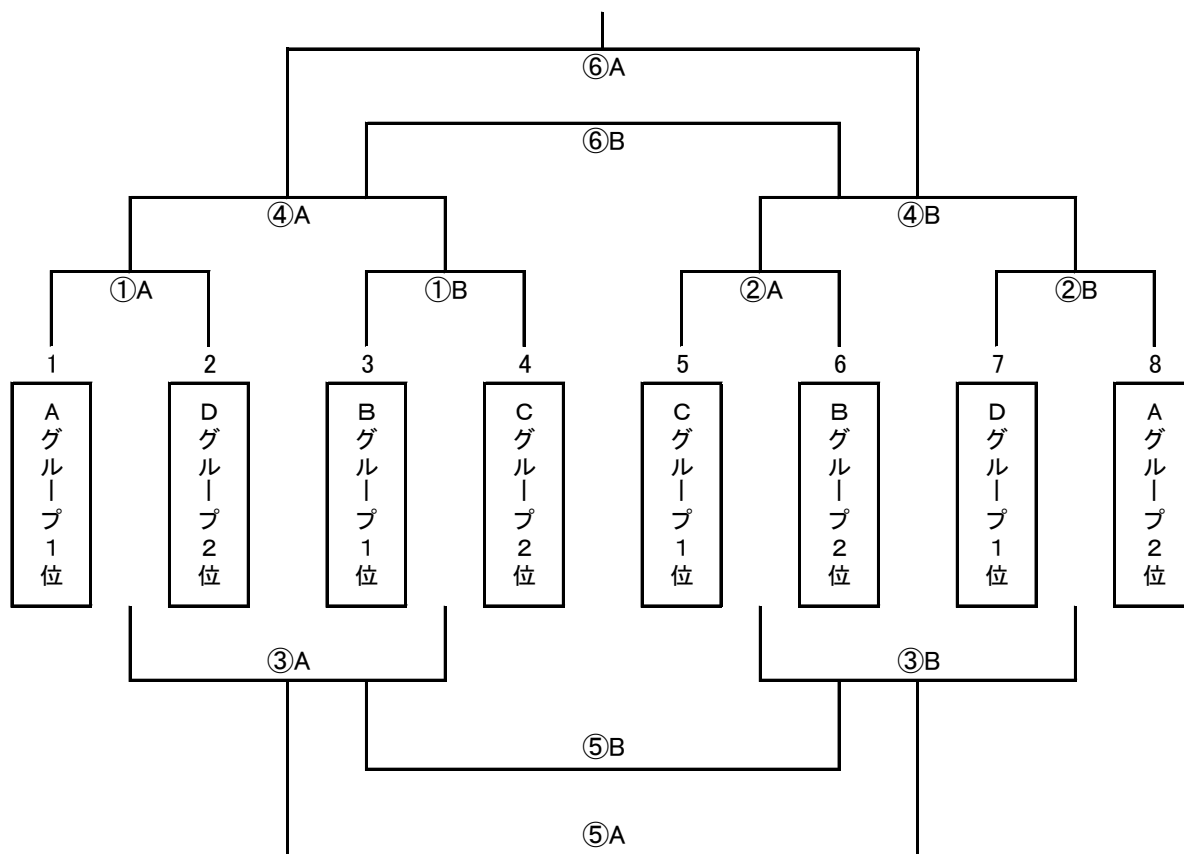 ⑥A
⑥B
④A
④B
①A
①B
②A
②B
1
2
3
4
5
6
7
8
Aグループ1位
Dグループ2位
Bグループ1位
Cグループ2位
Cグループ1位
Bグループ2位
Dグループ1位
Aグループ2位
③A
③B
⑤B
⑤A